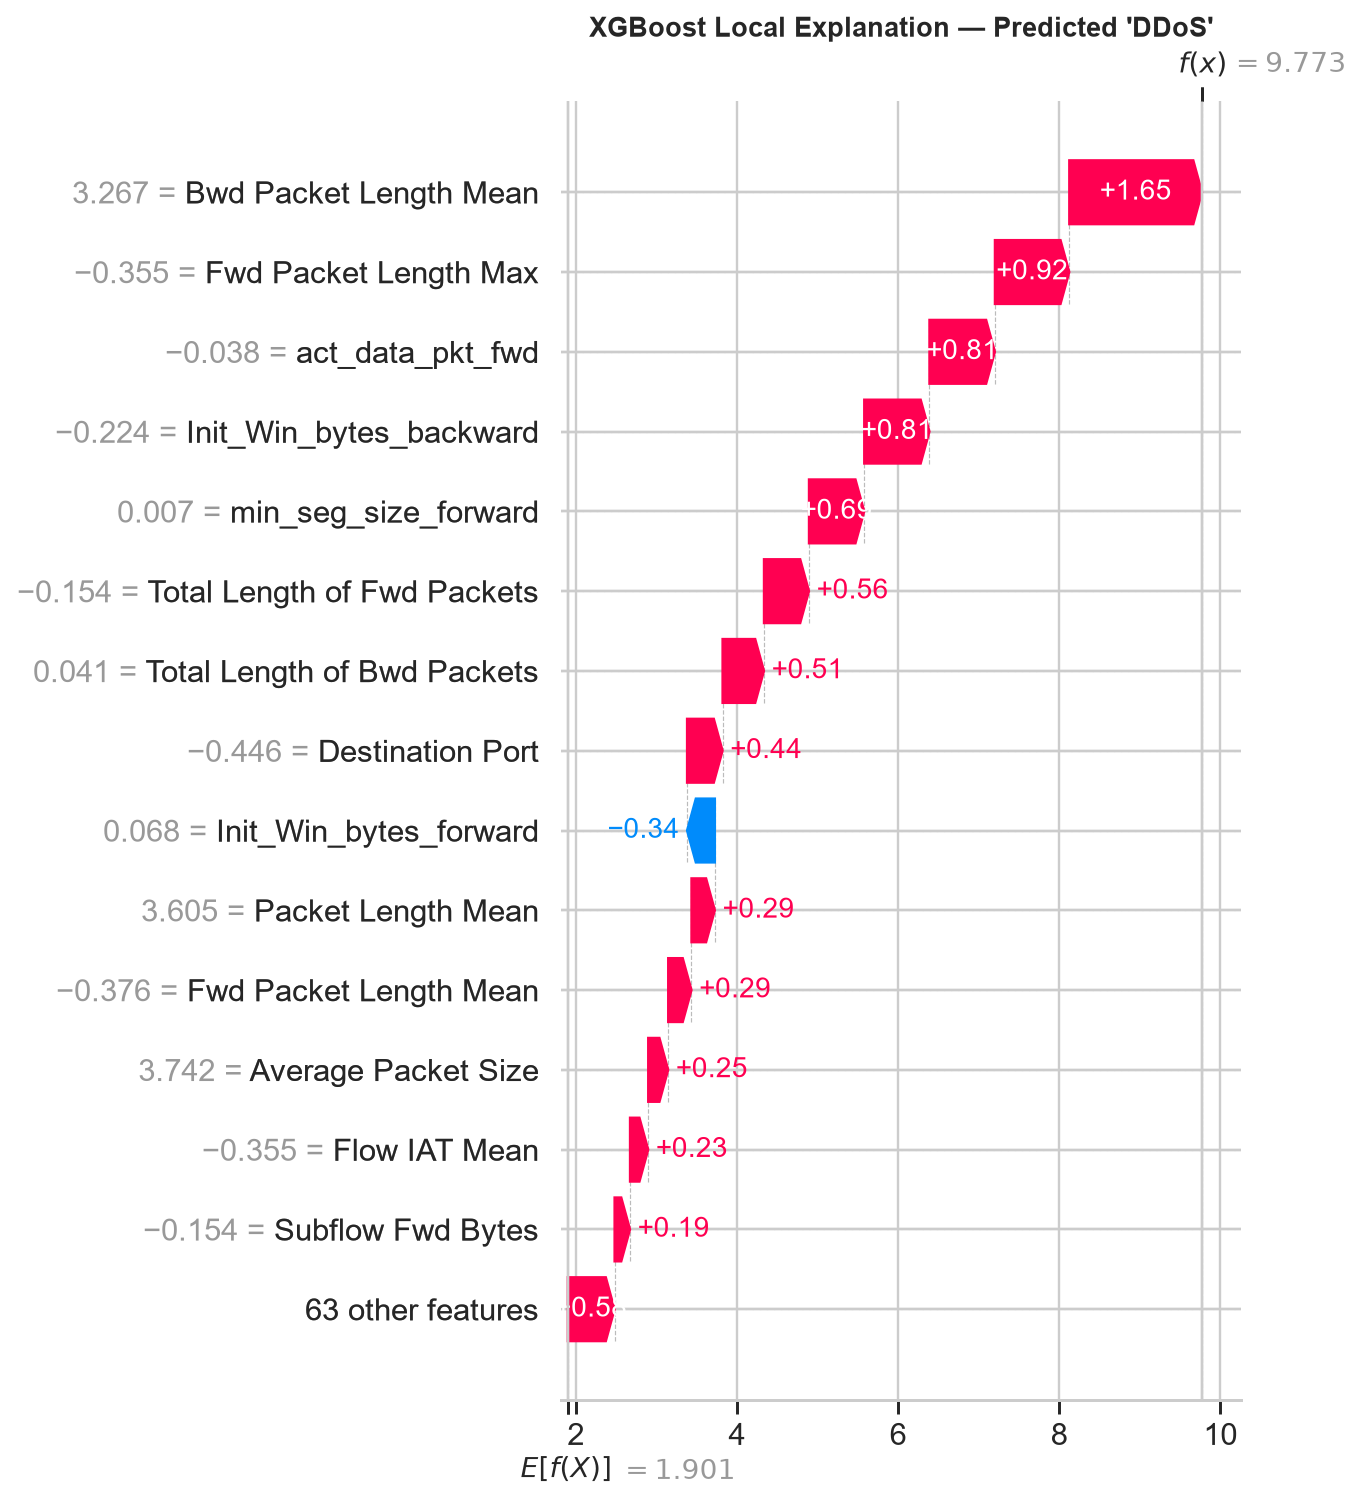 XGBoost Local Explanation — Predicted 'DDoS'
f(x) = 9.773
3.267 = Bwd Packet Length Mean +1.65
−0.355 = Fwd Packet Length Max +0.92
−0.038 = act_data_pkt_fwd +0.81
−0.224 = Init_Win_bytes_backward +0.81
0.007 = min_seg_size_forward +0.69
−0.154 = Total Length of Fwd Packets +0.56
0.041 = Total Length of Bwd Packets +0.51
−0.446 = Destination Port +0.44
0.068 = Init_Win_bytes_forward −0.34
3.605 = Packet Length Mean +0.29
−0.376 = Fwd Packet Length Mean +0.29
3.742 = Average Packet Size +0.25
−0.355 = Flow IAT Mean +0.23
−0.154 = Subflow Fwd Bytes +0.19
63 other features
2 4 6 8 10
E[f(X)] = 1.901